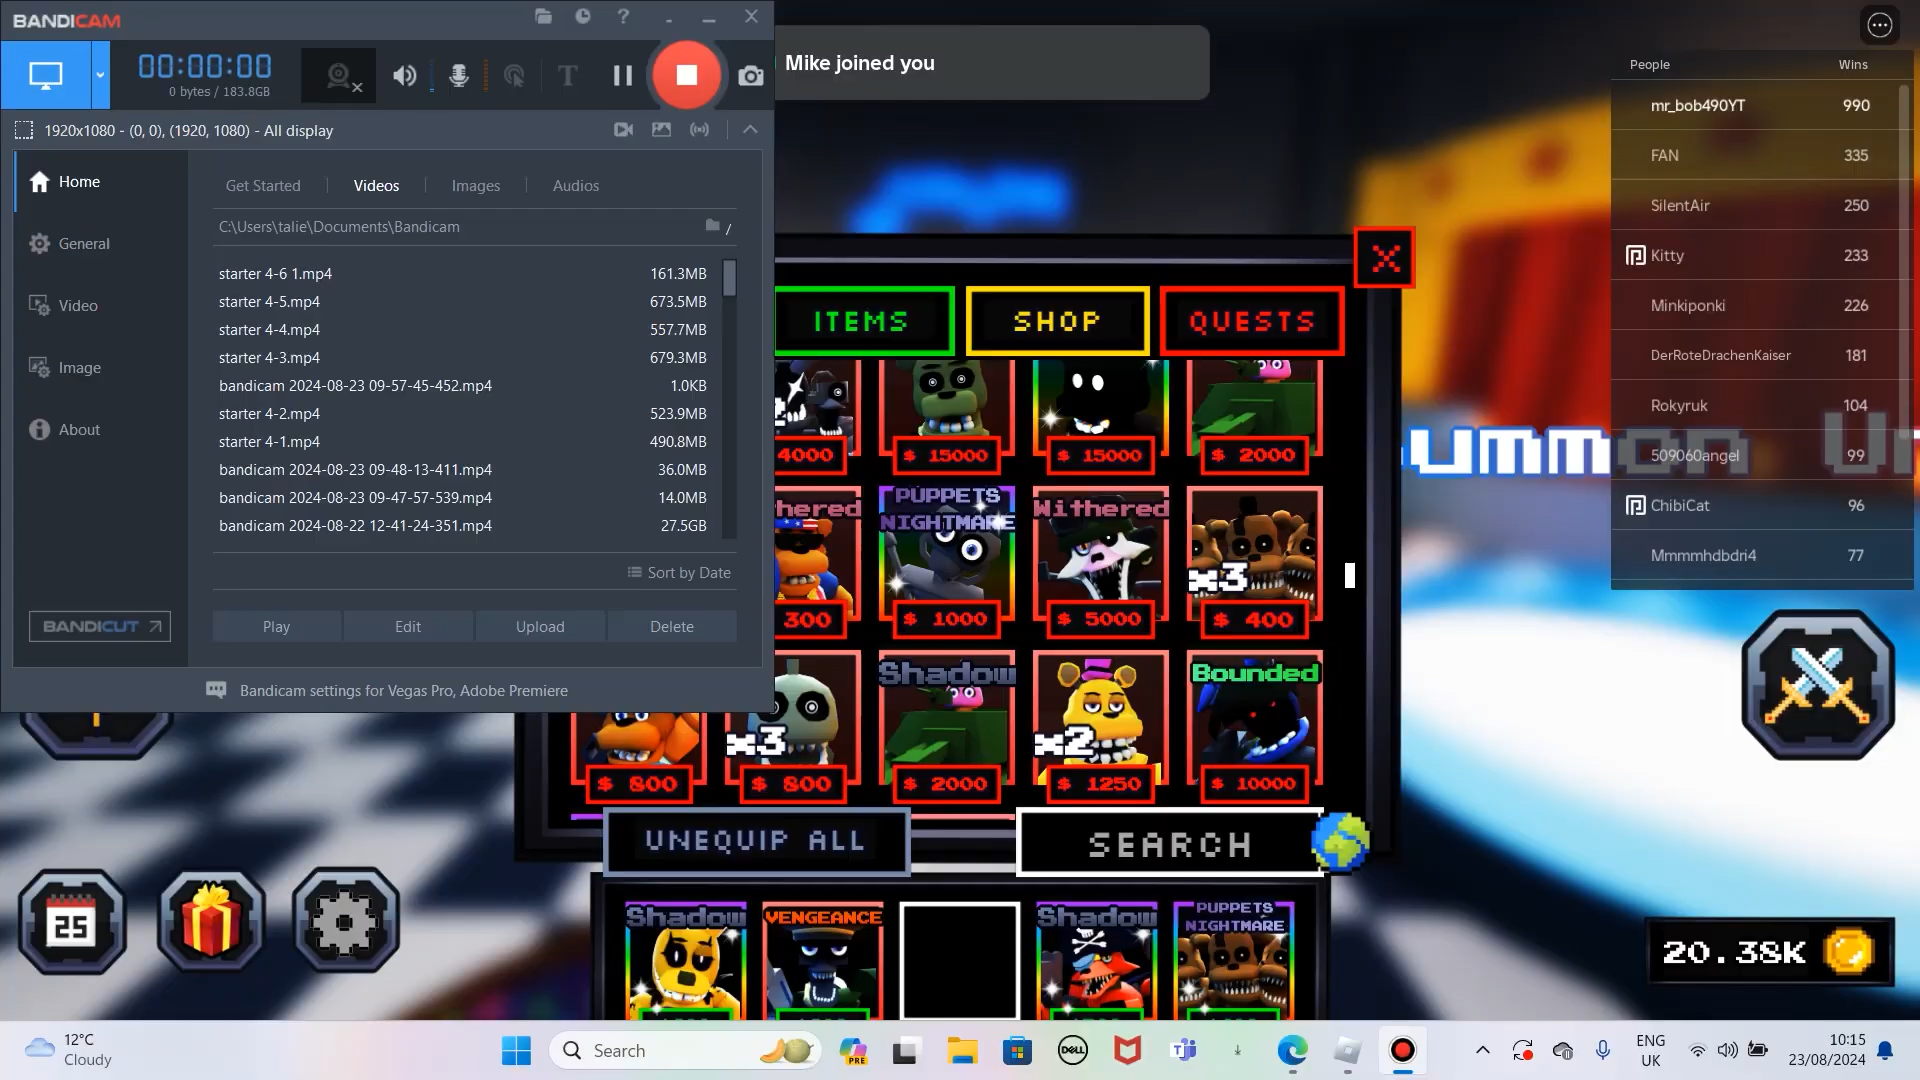 BANDICAM
00:00:00
0 bytes / 183.8GB
1920x1080 - (0, 0), (1920, 1080) - All display
Home
General
Video
Image
About
BANDICUT
Get Started
Videos
Images
Audios
C:\Users\talie\Documents\Bandicam
/
starter 4-6 1.mp4 161.3MB
starter 4-5.mp4 673.5MB
starter 4-4.mp4 557.7MB
starter 4-3.mp4 679.3MB
bandicam 2024-08-23 09-57-45-452.mp4 1.0KB
starter 4-2.mp4 523.9MB
starter 4-1.mp4 490.8MB
bandicam 2024-08-23 09-48-13-411.mp4 36.0MB
bandicam 2024-08-23 09-47-57-539.mp4 14.0MB
bandicam 2024-08-22 12-41-24-351.mp4 27.5GB
Sort by Date
Play Edit Upload Delete
Bandicam settings for Vegas Pro, Adobe Premiere
Mike joined you
People Wins
mr_bob490YT 990
FAN 335
SilentAir 250
Kitty 233
Minkiponki 226
DerRoteDrachenKaiser 181
Rokyruk 104
509060angel 99
ChibiCat 96
Mmmmhdbdri4 77
ummon U
ITEMS
SHOP
QUESTS
4000
$ 15000
$ 15000
$ 2000
hered
PUPPETS
NIGHTMARE
Withered
x3
300
$ 1000
$ 5000
$ 400
x3
Shadow
x2
Bounded
$ 800
$ 800
$ 2000
$ 1250
$ 10000
UNEQUIP ALL
SEARCH
Shadow
VENGEANCE
Shadow
PUPPETS
NIGHTMARE
25
20.38K
12°C
Cloudy
Search
PRE
DELL
ENG
UK
10:15
23/08/2024